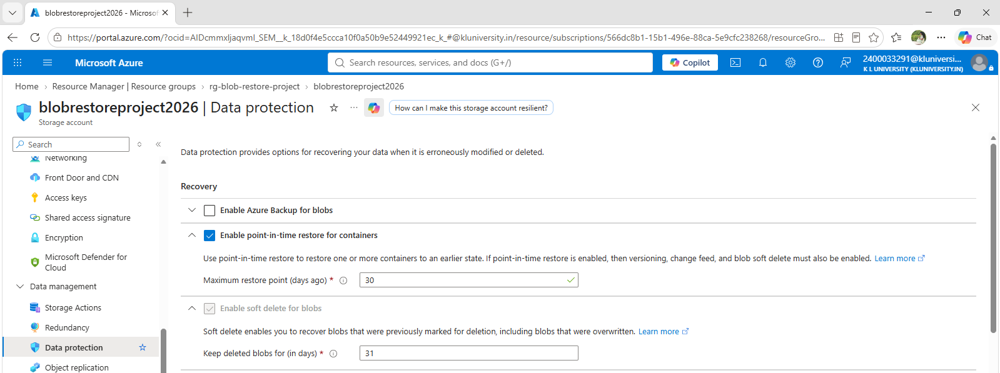 blobrestoreproject2026 - Microsof
https://portal.azure.com/?ocid=AIDcmmxljaqvml_SEM__k_18d0f4e5ccca10f0a50b9e52449921ec_k_#@kluniversity.in/resource/subscriptions/566dc8b1-15b1-496e-88ca-5e9cfc238268/resourceGro...
Chat
Microsoft Azure
Search resources, services, and docs (G+/)
Copilot
2400033291@kluniversi...
K L UNIVERSITY (KLUNIVERSITY.IN)
Home > Resource Manager | Resource groups > rg-blob-restore-project > blobrestoreproject2026
blobrestoreproject2026 | Data protection
How can I make this storage account resilient?
Storage account
Search
Networking
Front Door and CDN
Access keys
Shared access signature
Encryption
Microsoft Defender for
Cloud
Data management
Storage Actions
Redundancy
Data protection
Object replication
Data protection provides options for recovering your data when it is erroneously modified or deleted.
Recovery
Enable Azure Backup for blobs
Enable point-in-time restore for containers
Use point-in-time restore to restore one or more containers to an earlier state. If point-in-time restore is enabled, then versioning, change feed, and blob soft delete must also be enabled. Learn more
Maximum restore point (days ago) * 30
Enable soft delete for blobs
Soft delete enables you to recover blobs that were previously marked for deletion, including blobs that were overwritten. Learn more
Keep deleted blobs for (in days) * 31